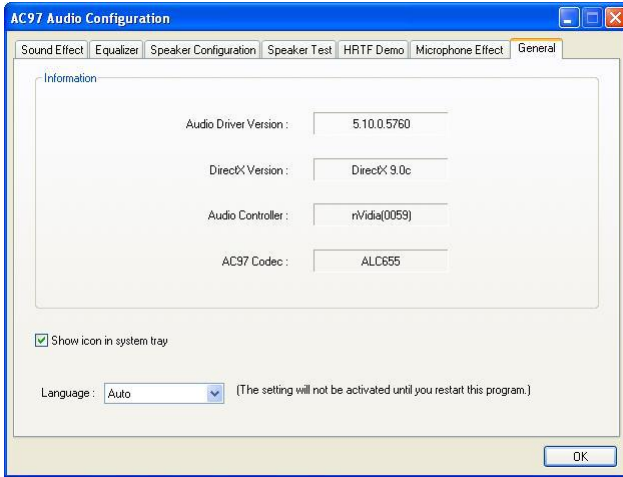 AC97 Audio Configuration
Sound Effect Equalizer Speaker Configuration Speaker Test HRTF Demo Microphone Effect General
Information
Audio Driver Version : 5.10.0.5760
DirectX Version : DirectX 9.0c
Audio Controller : nVidia(0059)
AC97 Codec : ALC655
Show icon in system tray
Language : Auto (The setting will not be activated until you restart this program.)
OK